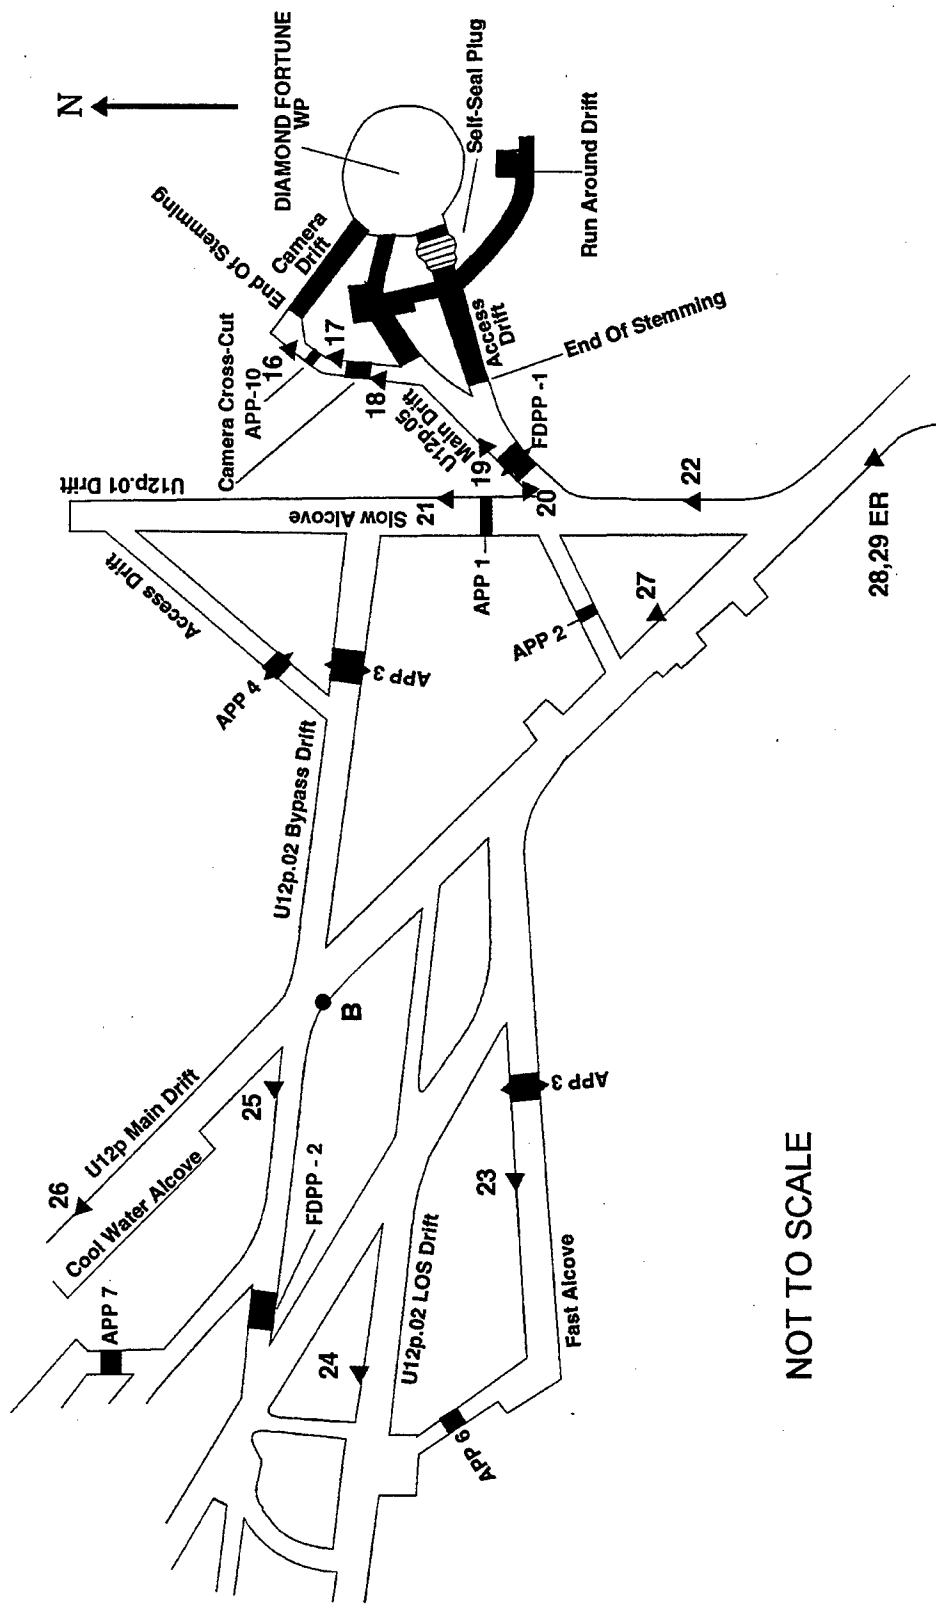 N
DIAMOND FORTUNE
WP
Self-Seal Plug
Run Around Drift
End Of Stemming
Camera
Drift
Camera Cross-Cut
APP-10
16
17
18
Access
Drift
End Of Stemming
U12p.05
Main Drift
FDPP -1
19
20
21
22
U12p.01 Drift
Slow Alcove
APP 1
APP 2
27
28,29 ER
Access Drift
APP 4
APP 3
U12p.02 Bypass Drift
B
U12p Main Drift
26
25
Cool Water Alcove
APP 7
FDPP - 2
24
U12p.02 LOS Drift
23
APP 3
Fast Alcove
APP 6
NOT TO SCALE